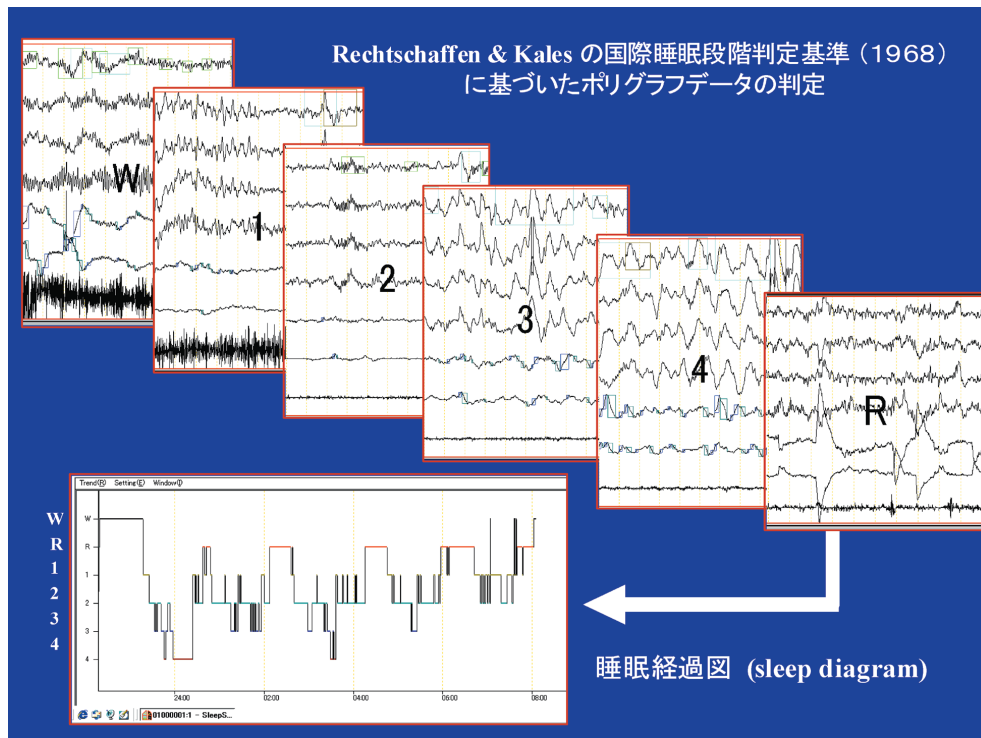 Rechtschaffen & Kales の国際睡眠段階判定基準（1968）
に基づいたポリグラフデータの判定
W
1
2
3
4
R
Trend(R) Setting(E) Window(I)
W
R
1
2
3
4
W
R
1
2
3
4
24:00 02:00 04:00 06:00 08:00
01000001:1 - SleepS...
睡眠経過図 (sleep diagram)